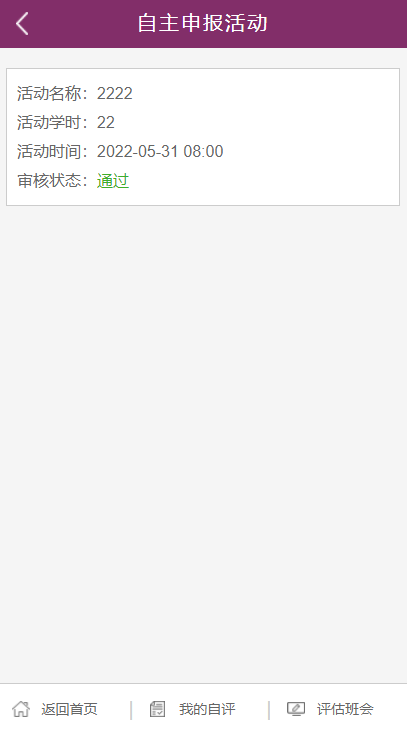 自主申报活动
活动名称：2222
活动学时：22
活动时间：2022-05-31 08:00
审核状态：通过
返回首页 | 我的自评 | 评估班会